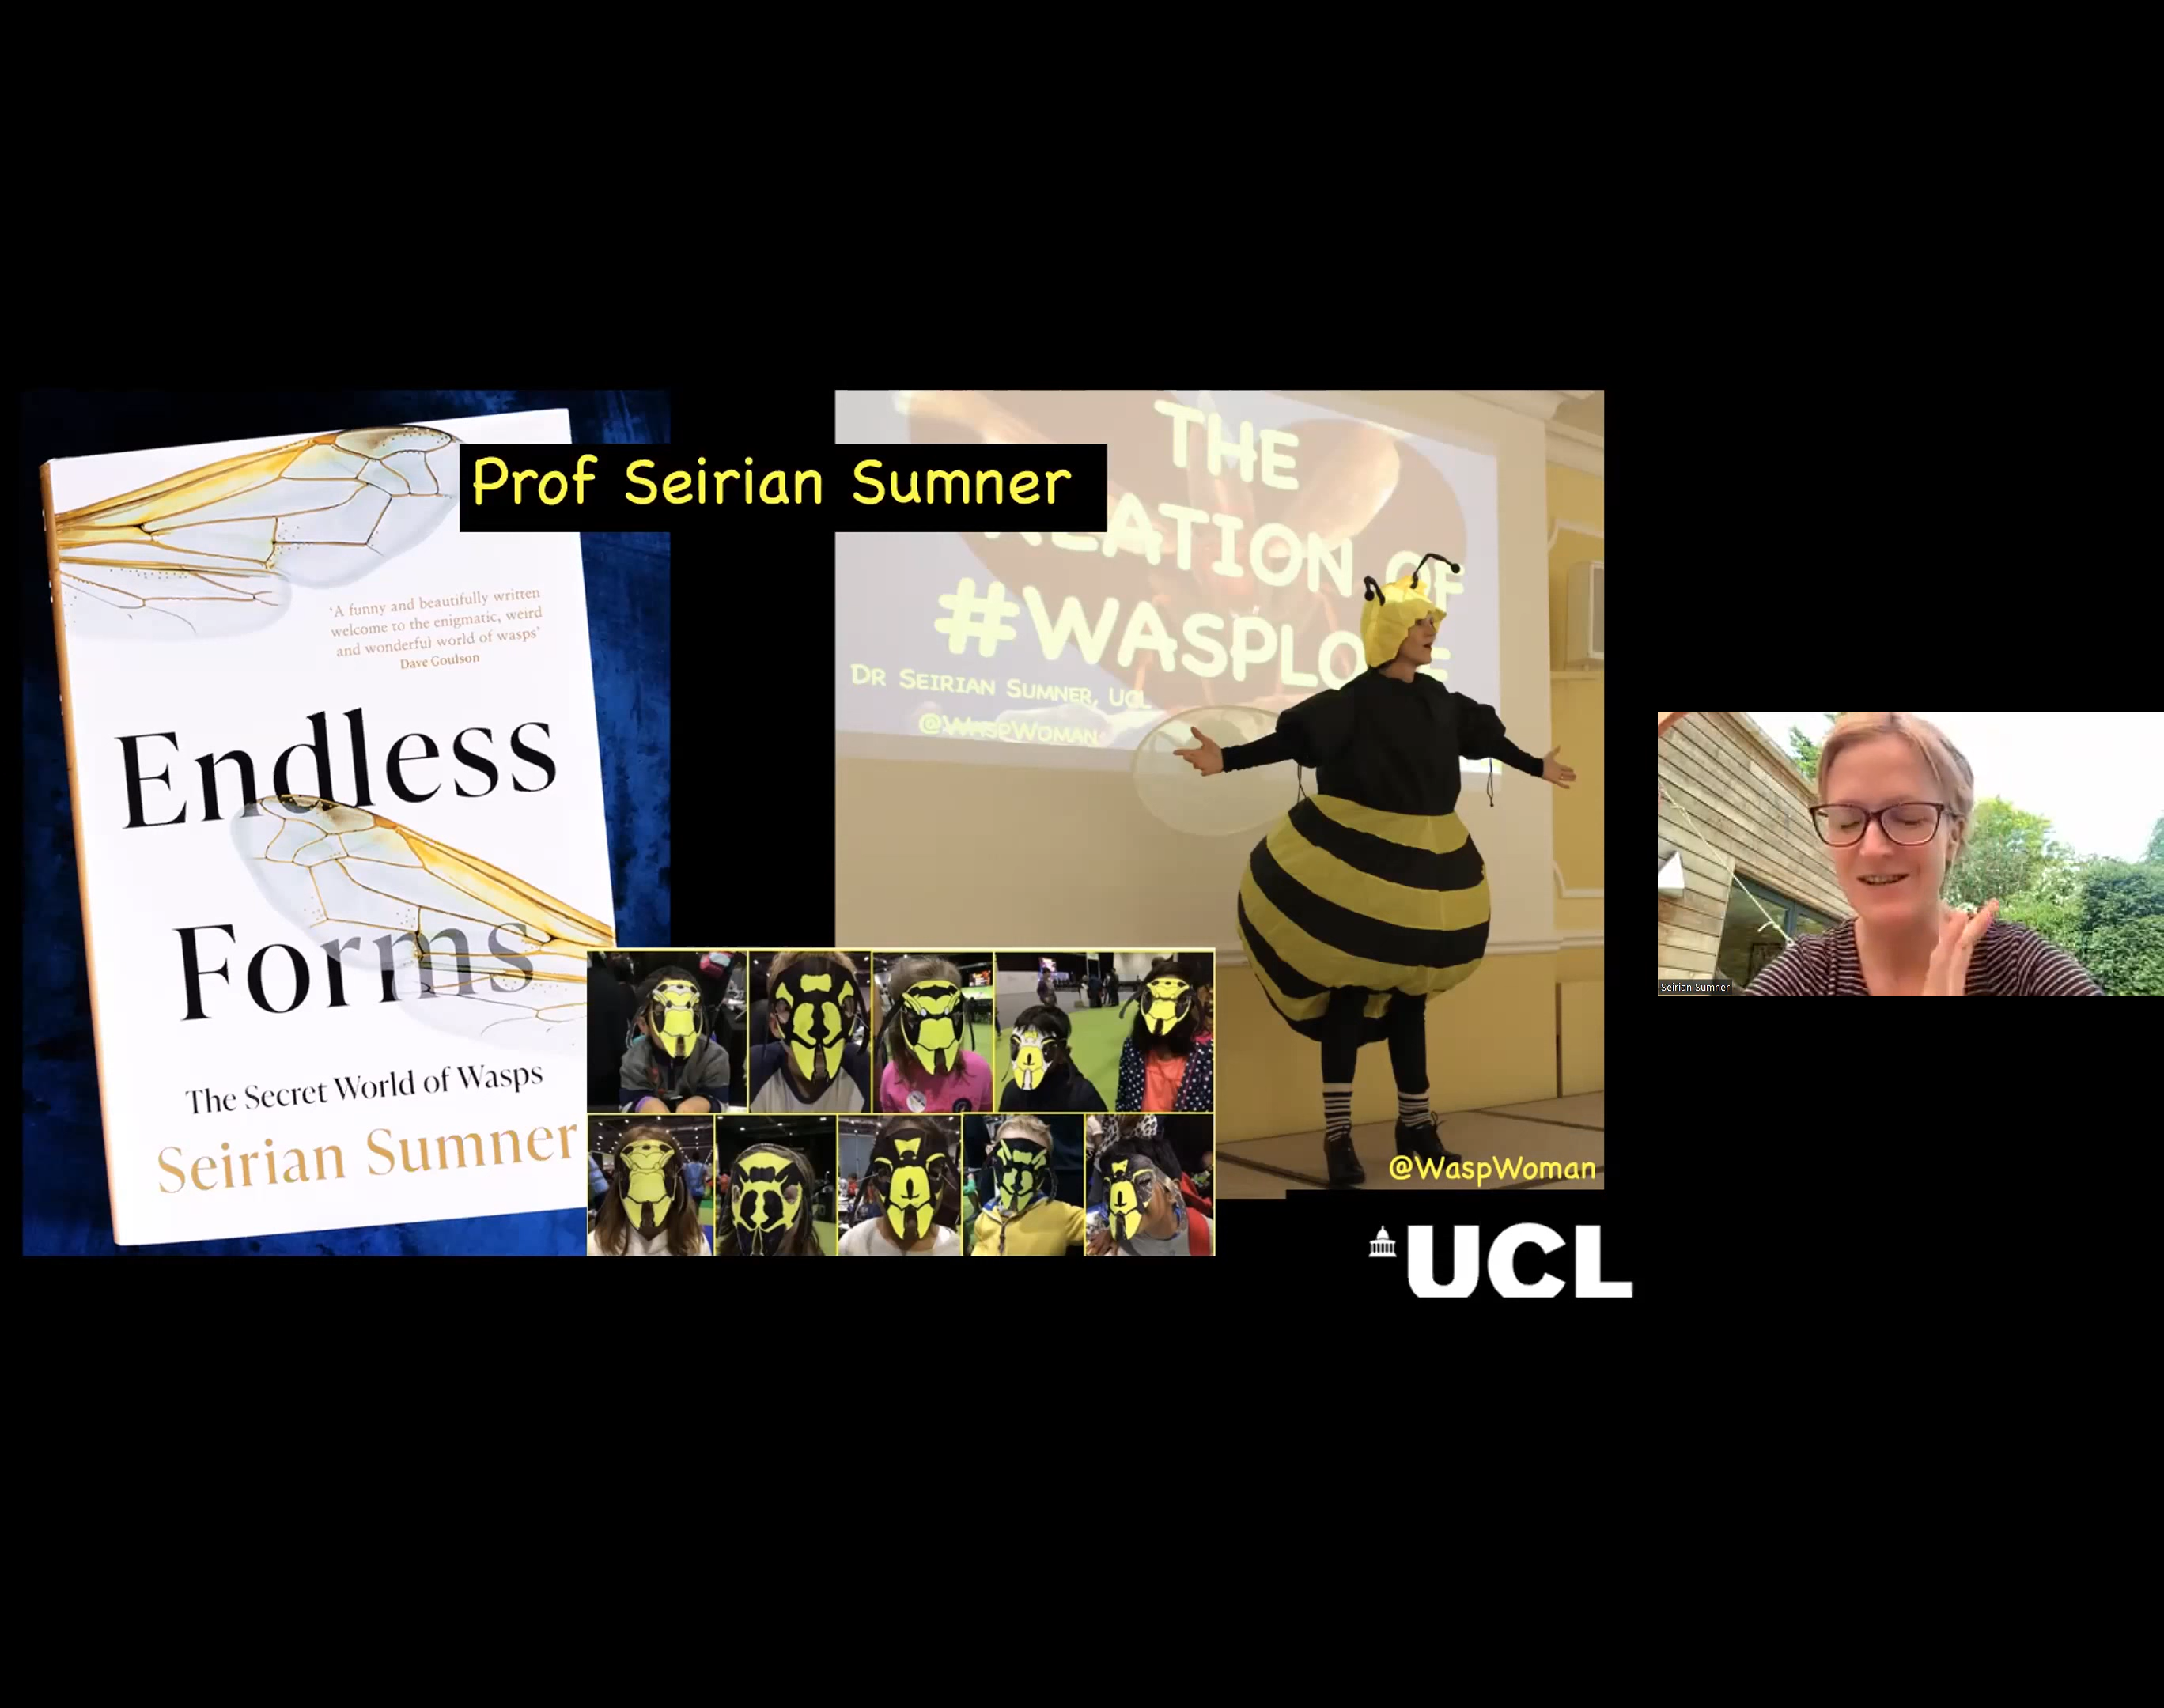 Prof Seirian Sumner
'A funny and beautifully written
welcome to the enigmatic, weird
and wonderful world of wasps'
Dave Goulson
Endless
Forms
The Secret World of Wasps
Seirian Sumner
THE
OF
#WASPLO
DR SEIRIAN SUMNER, UCL
@WASPWOMAN
@WaspWoman
UCL
Seirian Sumner